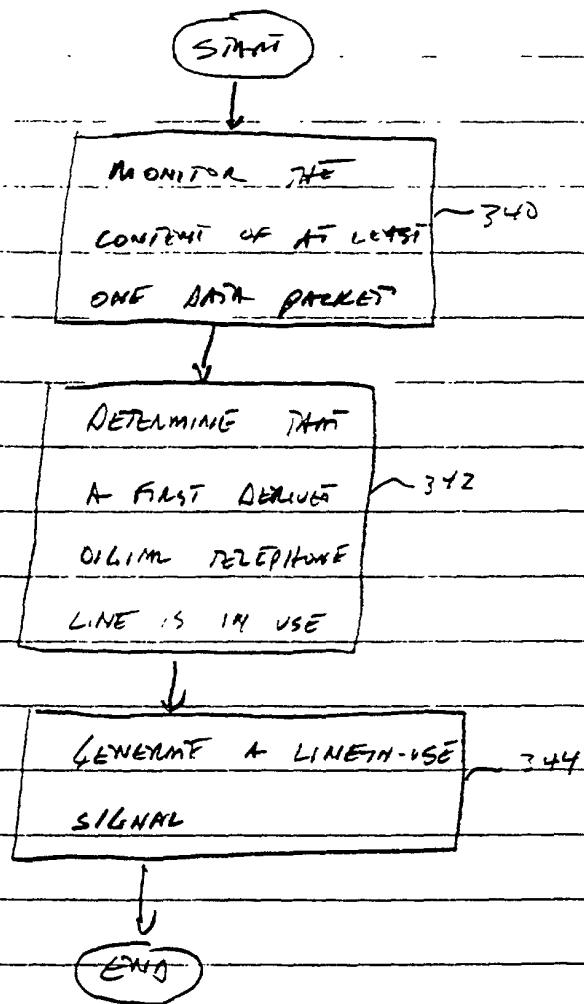 START
MONITOR THE
CONTENT OF AT LEAST
ONE DATA PACKET
340
DETERMINE THAT
A FIRST DERIVED
DIGITAL TELEPHONE
LINE IS IN USE
342
GENERATE A LINE-IN-USE
SIGNAL
344
END